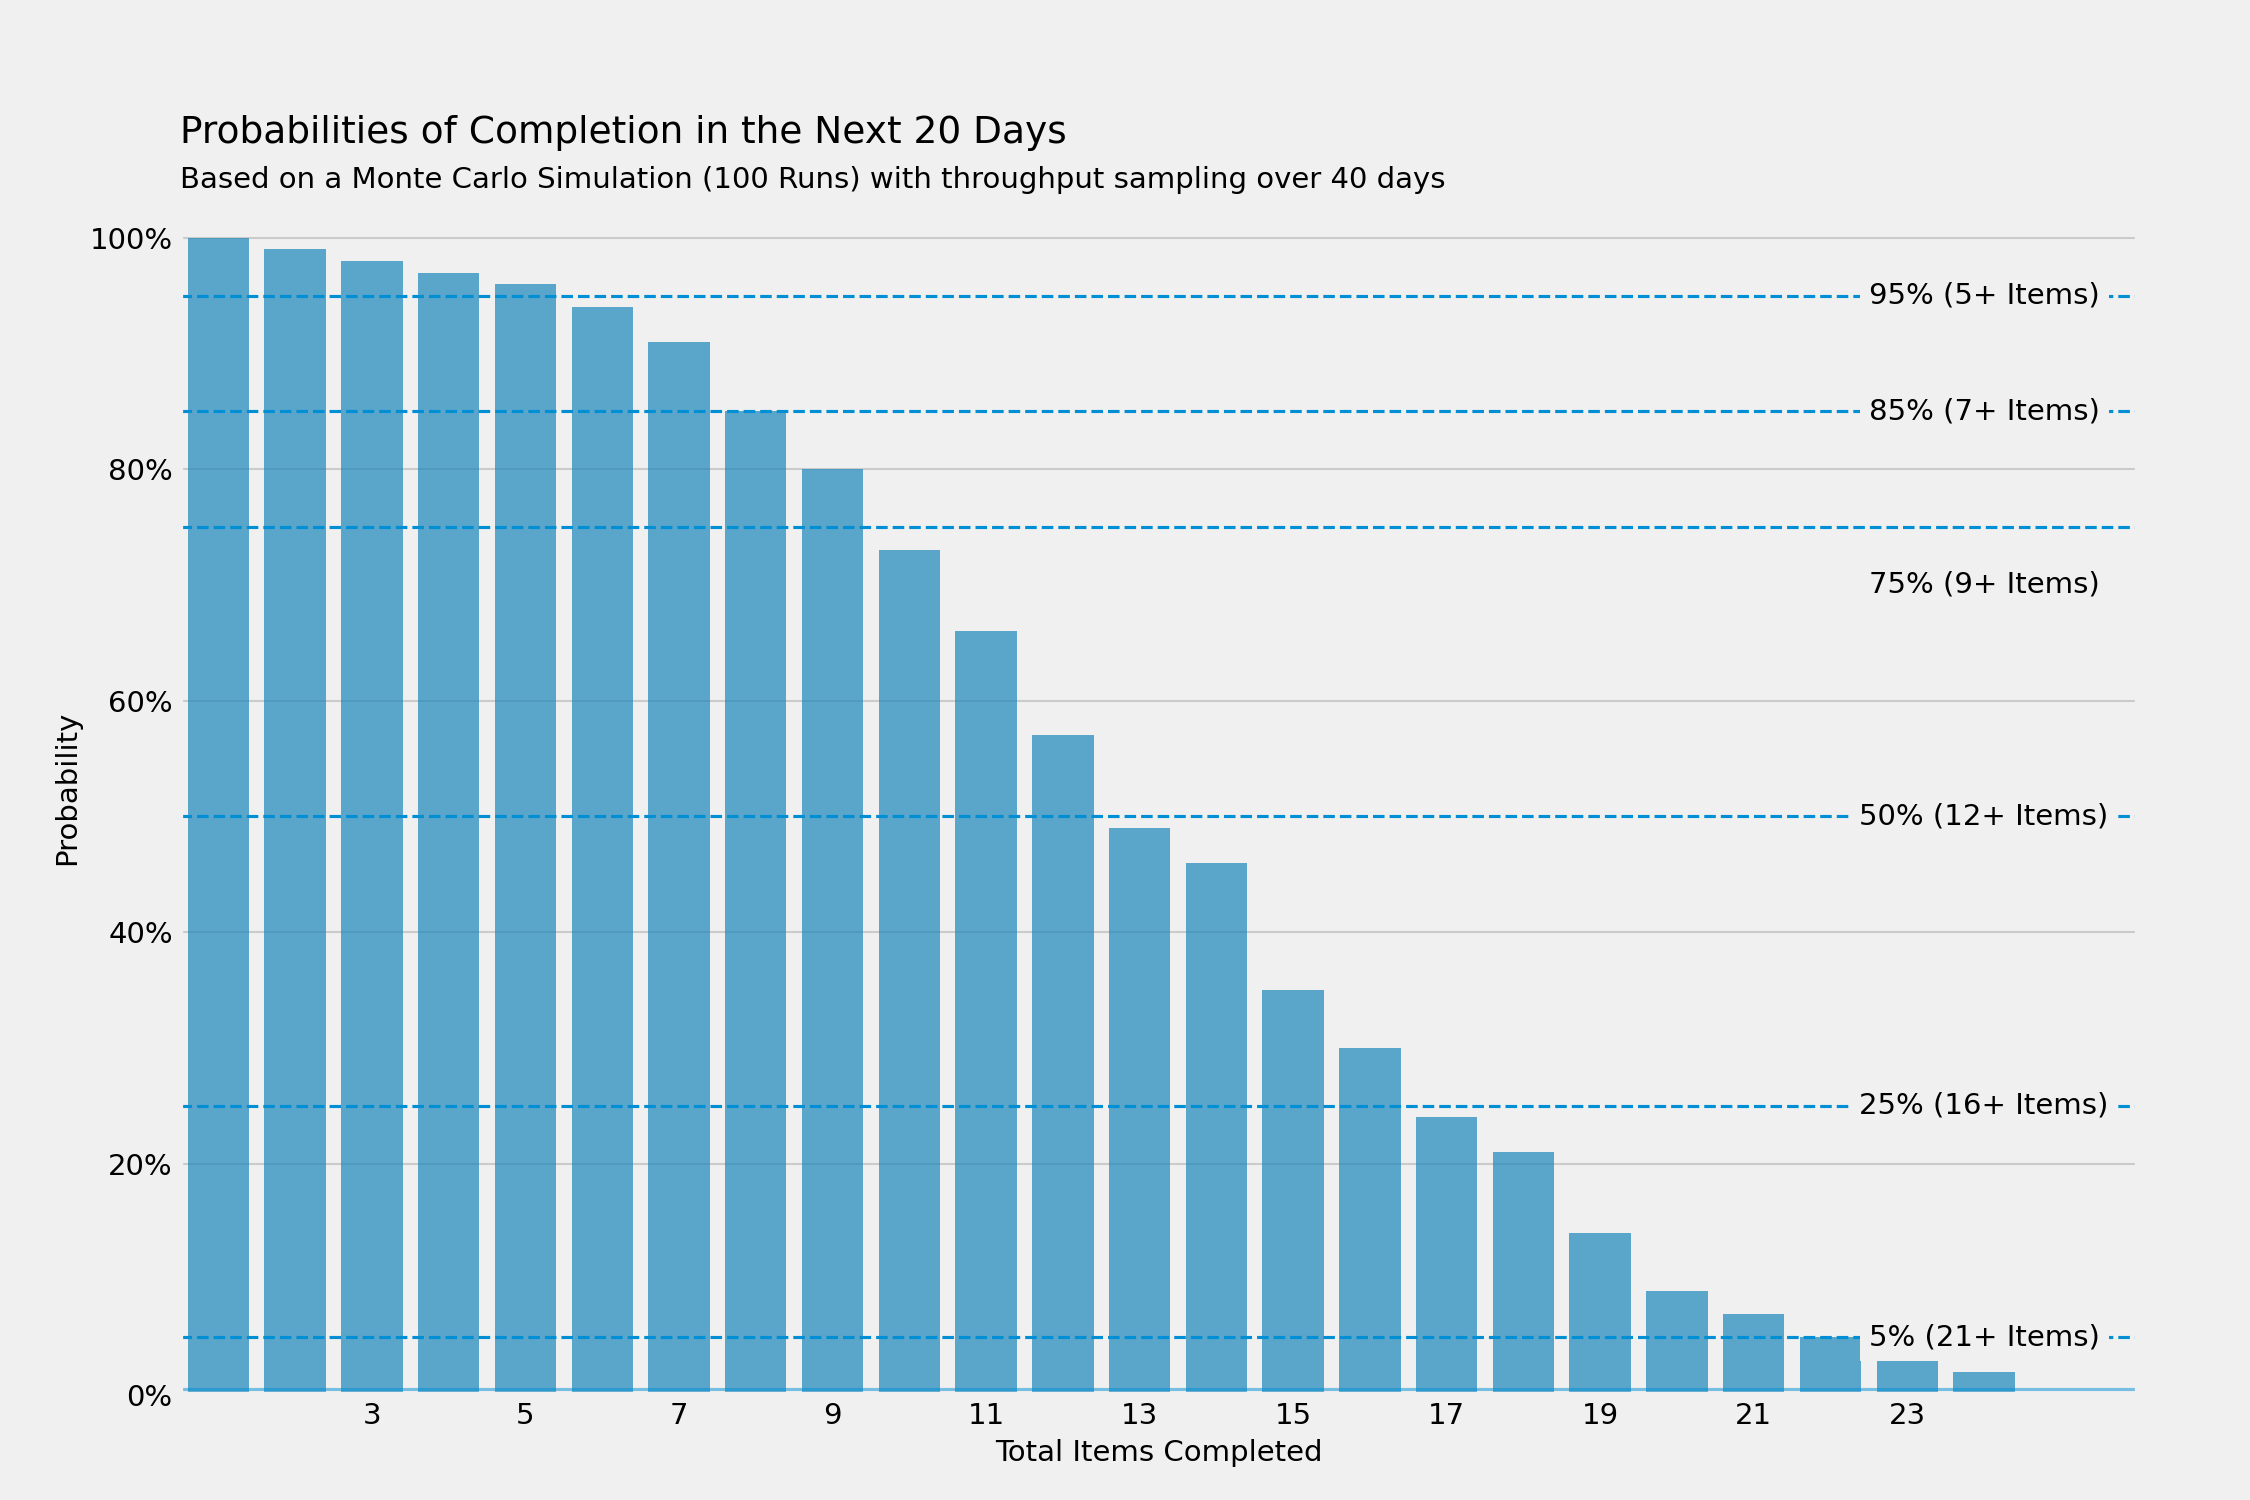 Probabilities of Completion in the Next 20 Days
Based on a Monte Carlo Simulation (100 Runs) with throughput sampling over 40 days
100%
95% (5+ Items)
85% (7+ Items)
80%
75% (9+ Items)
60%
Probability
50% (12+ Items)
40%
25% (16+ Items)
20%
5% (21+ Items)
0%
3 5 7 9 11 13 15 17 19 21 23
Total Items Completed